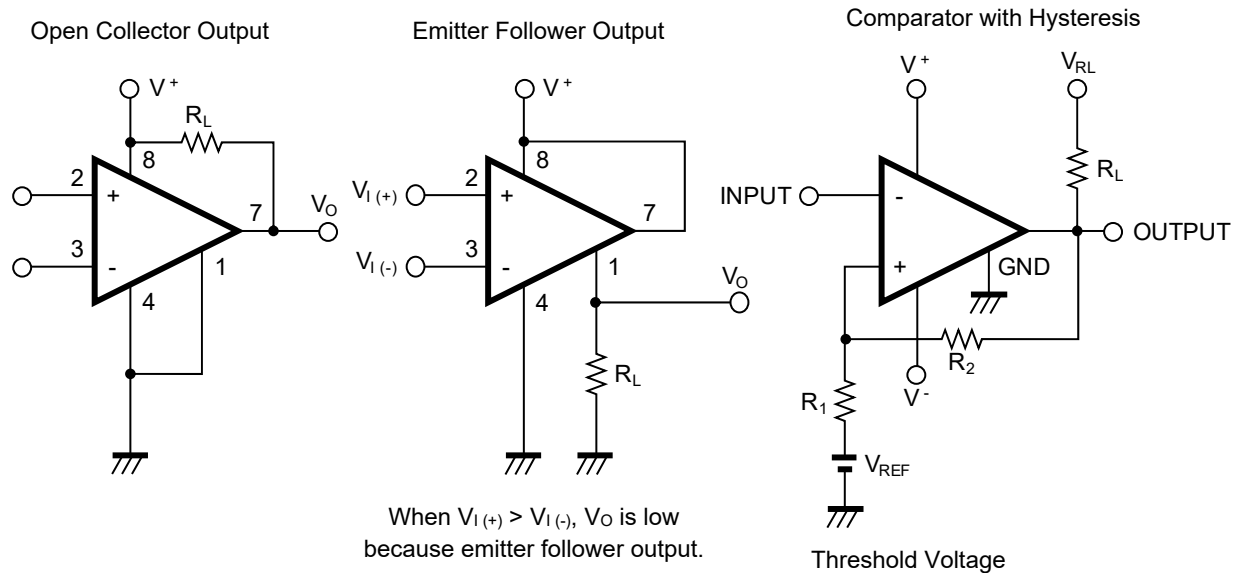 Open Collector Output
V+
RL
8
2
+
7
VO
3
-
1
4
Emitter Follower Output
V+
8
VI (+)
2
+
7
VI (-)
3
-
1
VO
4
RL
When VI (+) > VI (-), VO is low
because emitter follower output.
Comparator with Hysteresis
V+
VRL
RL
INPUT
-
OUTPUT
+
GND
R2
V-
R1
VREF
Threshold Voltage